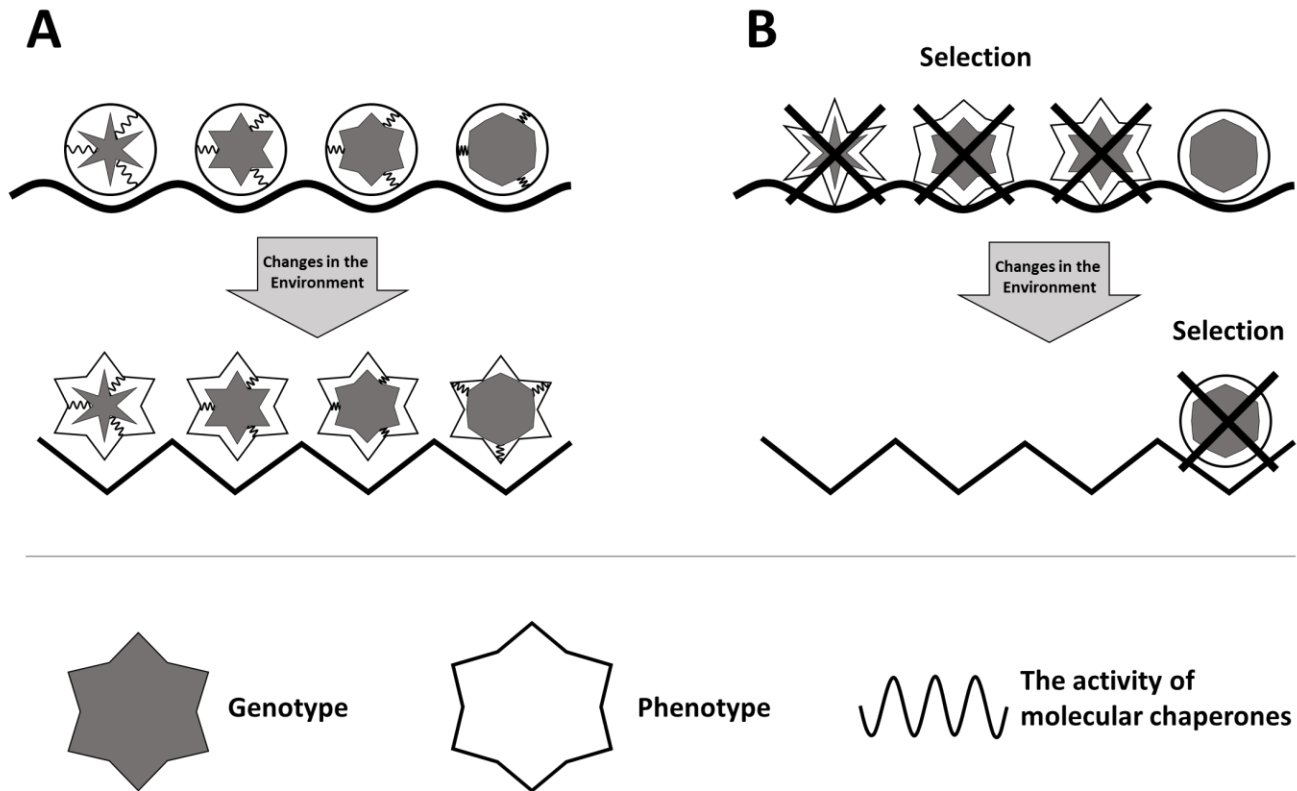 A
B
Selection
Changes in the
Environment
Changes in the
Environment
Selection
Genotype
Phenotype
The activity of
molecular chaperones